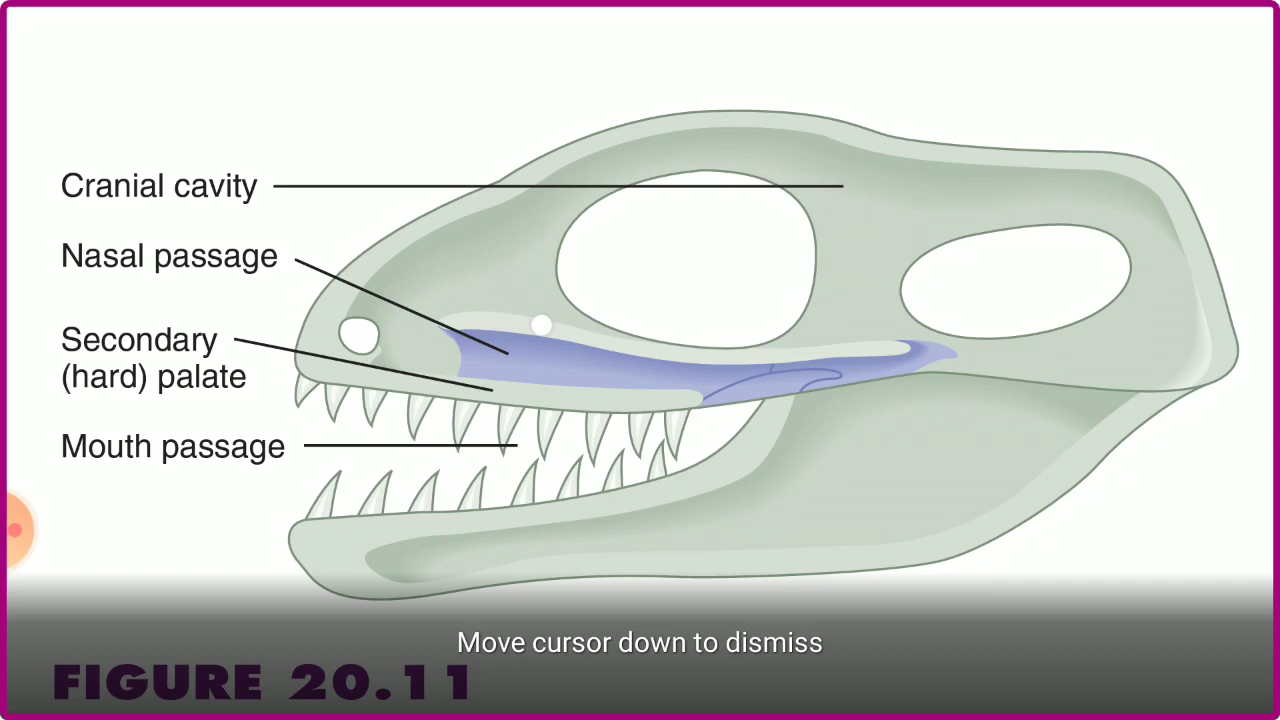 Cranial cavity
Nasal passage
Secondary
(hard) palate
Mouth passage
Move cursor down to dismiss
FIGURE 20.11